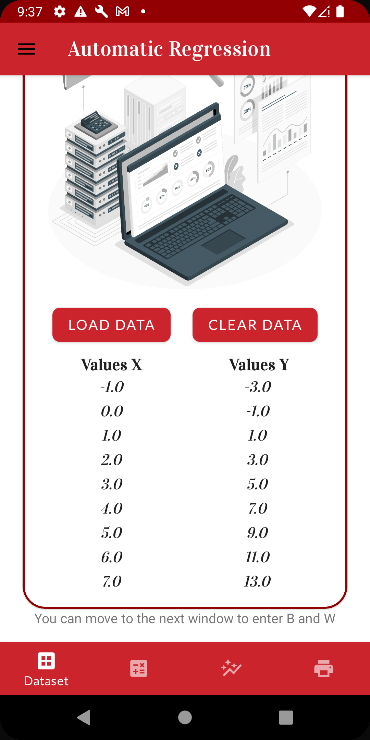 9:37
Automatic Regression
LOAD DATA CLEAR DATA
Values X Values Y
-1.0 -3.0
0.0 -1.0
1.0 1.0
2.0 3.0
3.0 5.0
4.0 7.0
5.0 9.0
6.0 11.0
7.0 13.0
You can move to the next window to enter B and W
Dataset